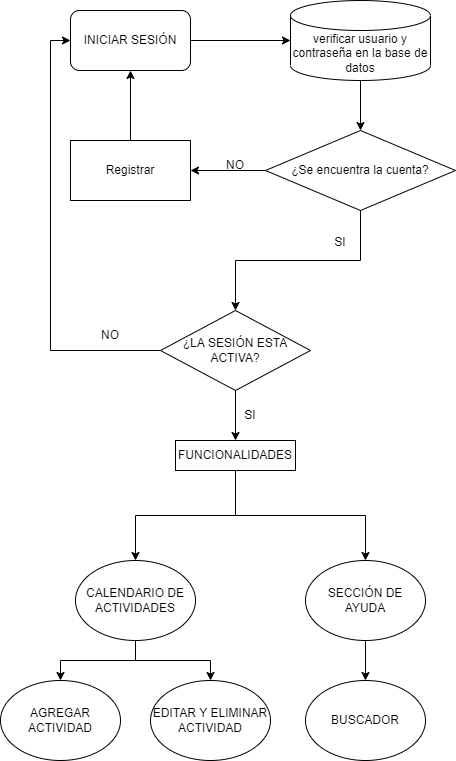 INICIAR SESIÓN
verificar usuario y
contraseña en la base de
datos
Registrar
NO
¿Se encuentra la cuenta?
SI
NO
¿LA SESIÓN ESTÁ
ACTIVA?
SI
FUNCIONALIDADES
CALENDARIO DE
ACTIVIDADES
SECCIÓN DE
AYUDA
AGREGAR
ACTIVIDAD
EDITAR Y ELIMINAR
ACTIVIDAD
BUSCADOR